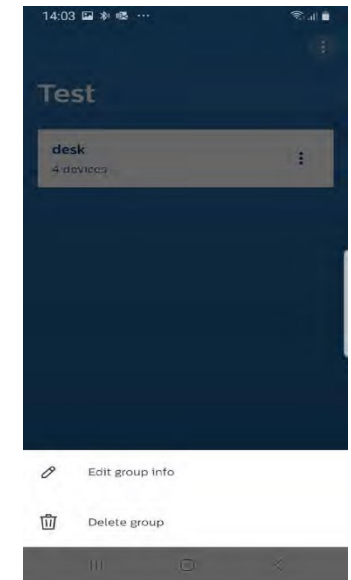 14:03
Test
desk
4 devices
Edit group info
Delete group